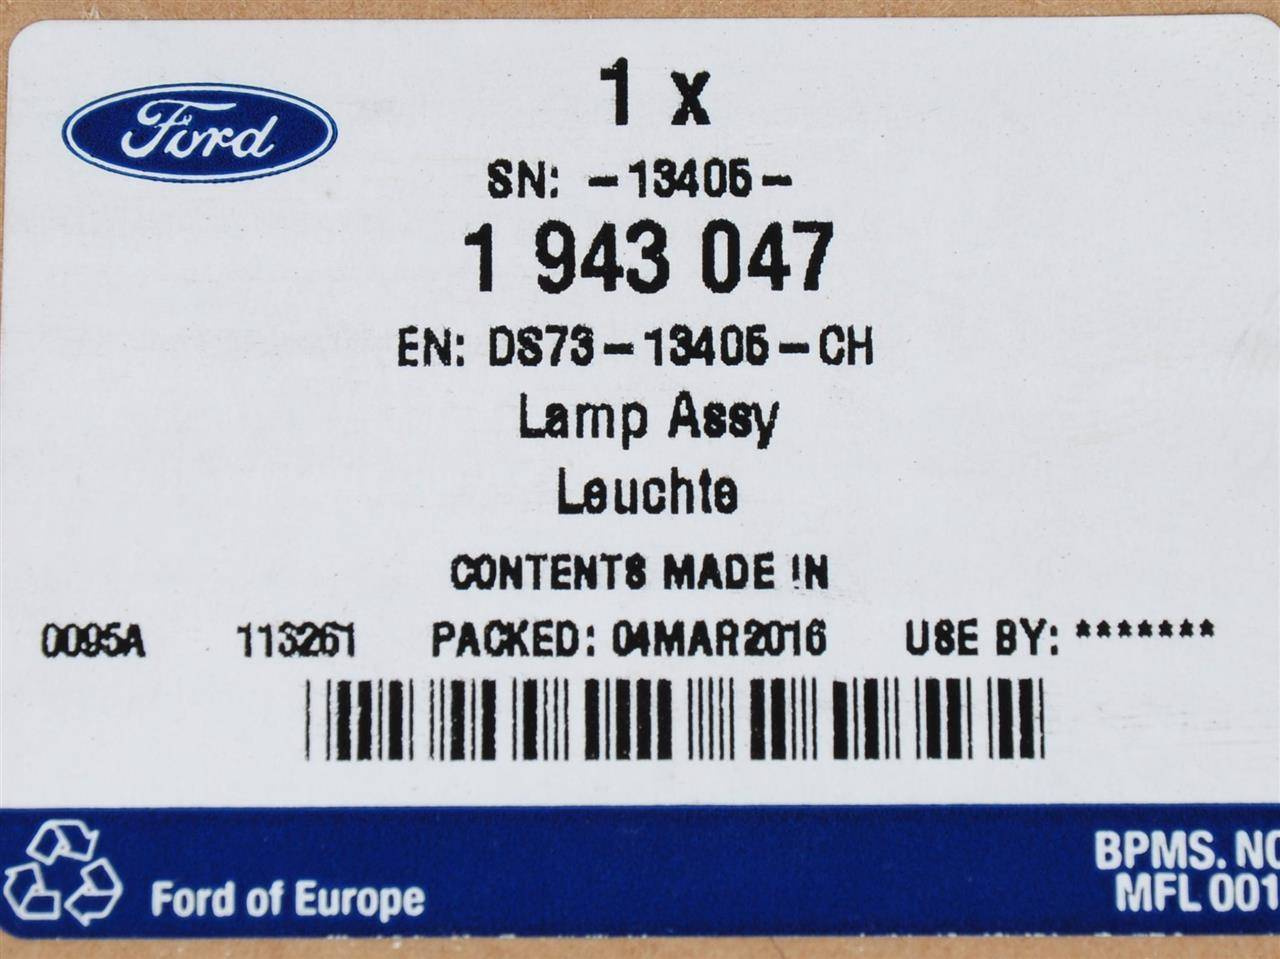 Ford
1 x
SN: -13405-
1 943 047
EN: DS73-13405-CH
Lamp Assy
Leuchte
CONTENTS MADE IN
0095A 113261 PACKED: 04MAR2016 USE BY: *******
Ford of Europe
BPMS. NO
MFL 001